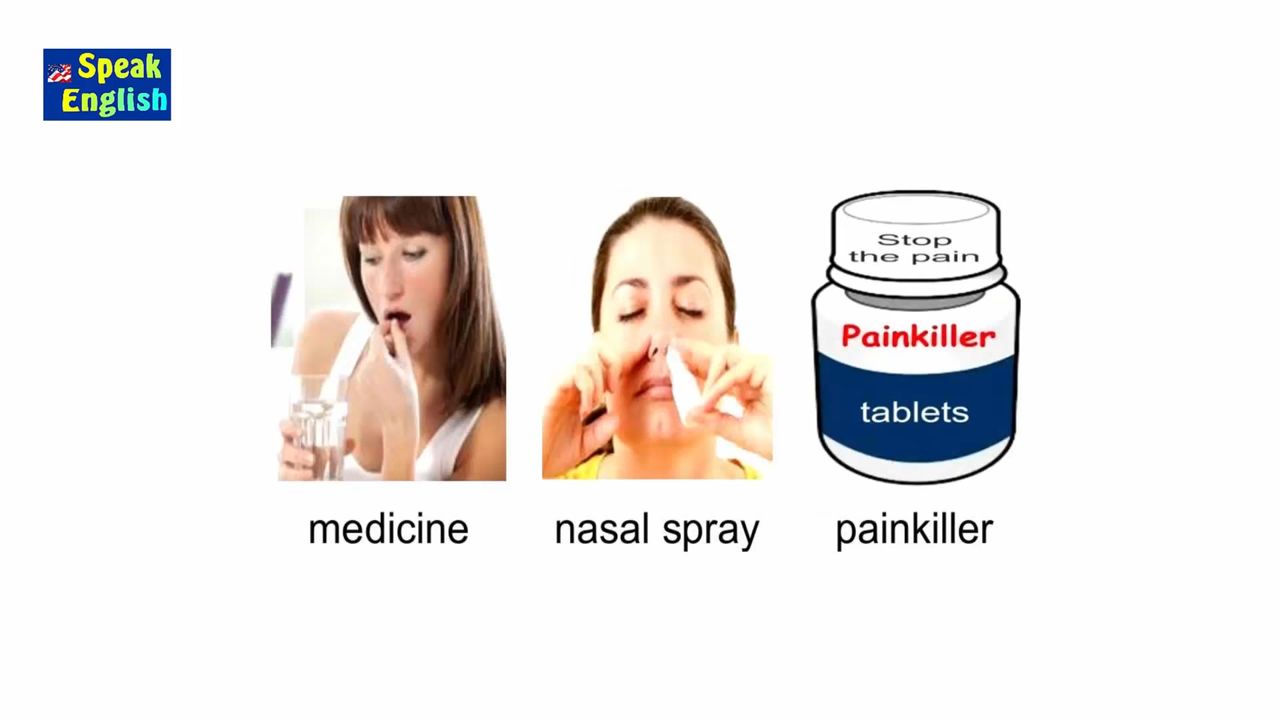 Speak
English
Stop
the pain
Painkiller
tablets
medicine
nasal spray
painkiller